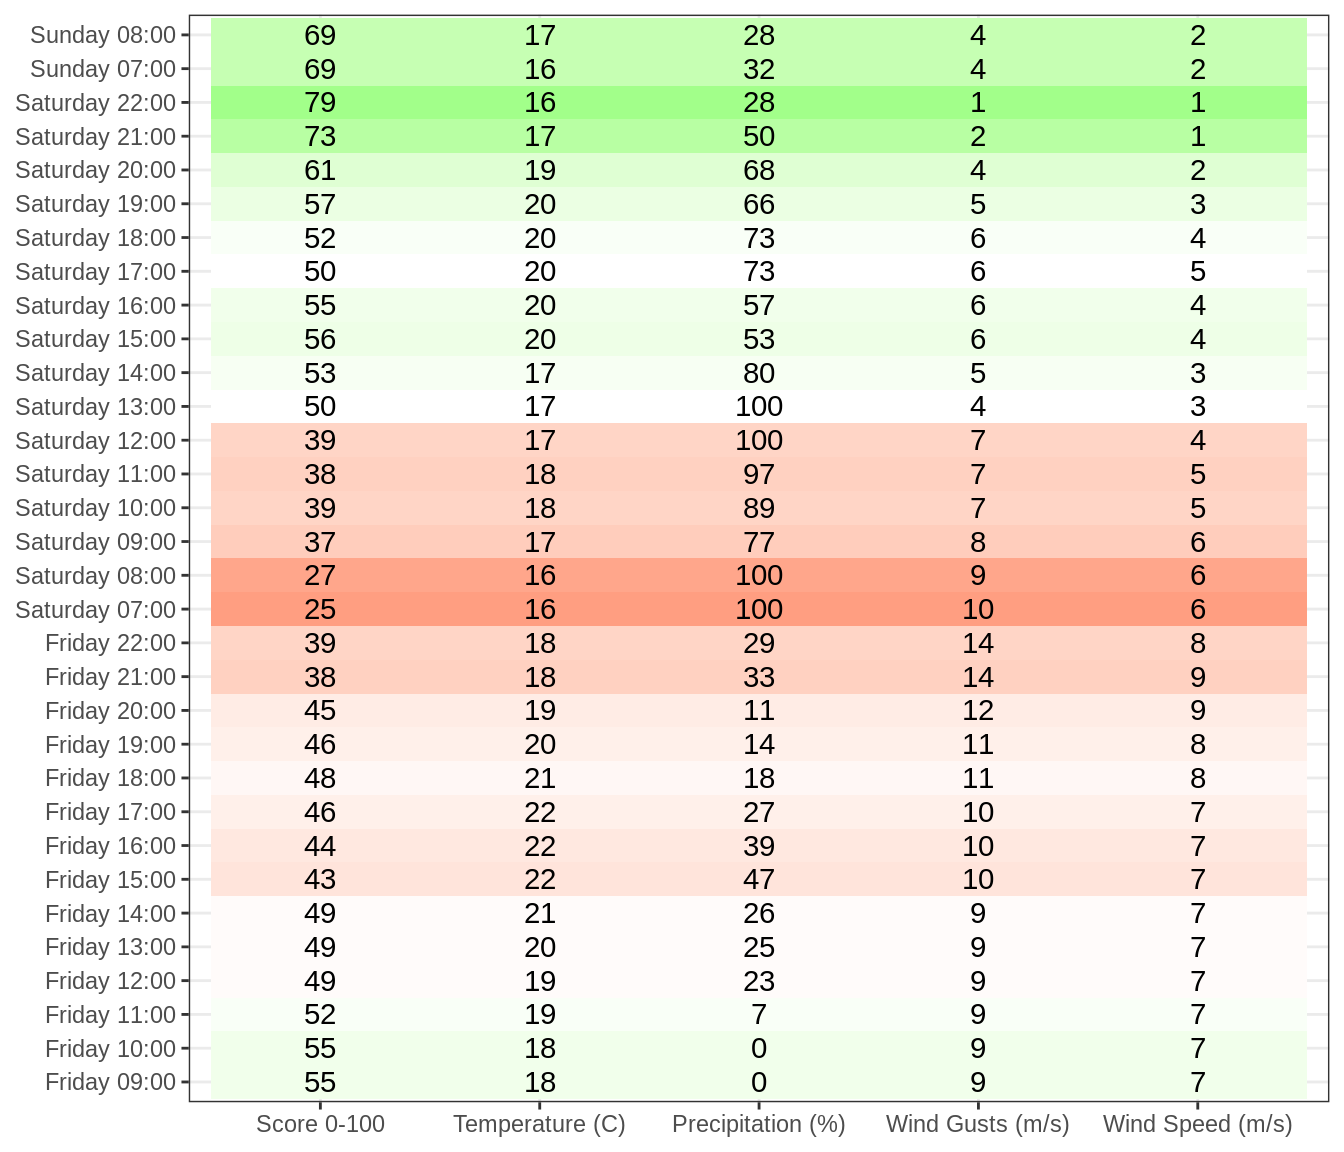 Sunday 08:00 69 17 28 4 2
Sunday 07:00 69 16 32 4 2
Saturday 22:00 79 16 28 1 1
Saturday 21:00 73 17 50 2 1
Saturday 20:00 61 19 68 4 2
Saturday 19:00 57 20 66 5 3
Saturday 18:00 52 20 73 6 4
Saturday 17:00 50 20 73 6 5
Saturday 16:00 55 20 57 6 4
Saturday 15:00 56 20 53 6 4
Saturday 14:00 53 17 80 5 3
Saturday 13:00 50 17 100 4 3
Saturday 12:00 39 17 100 7 4
Saturday 11:00 38 18 97 7 5
Saturday 10:00 39 18 89 7 5
Saturday 09:00 37 17 77 8 6
Saturday 08:00 27 16 100 9 6
Saturday 07:00 25 16 100 10 6
Friday 22:00 39 18 29 14 8
Friday 21:00 38 18 33 14 9
Friday 20:00 45 19 11 12 9
Friday 19:00 46 20 14 11 8
Friday 18:00 48 21 18 11 8
Friday 17:00 46 22 27 10 7
Friday 16:00 44 22 39 10 7
Friday 15:00 43 22 47 10 7
Friday 14:00 49 21 26 9 7
Friday 13:00 49 20 25 9 7
Friday 12:00 49 19 23 9 7
Friday 11:00 52 19 7 9 7
Friday 10:00 55 18 0 9 7
Friday 09:00 55 18 0 9 7
Score 0-100 Temperature (C) Precipitation (%) Wind Gusts (m/s) Wind Speed (m/s)